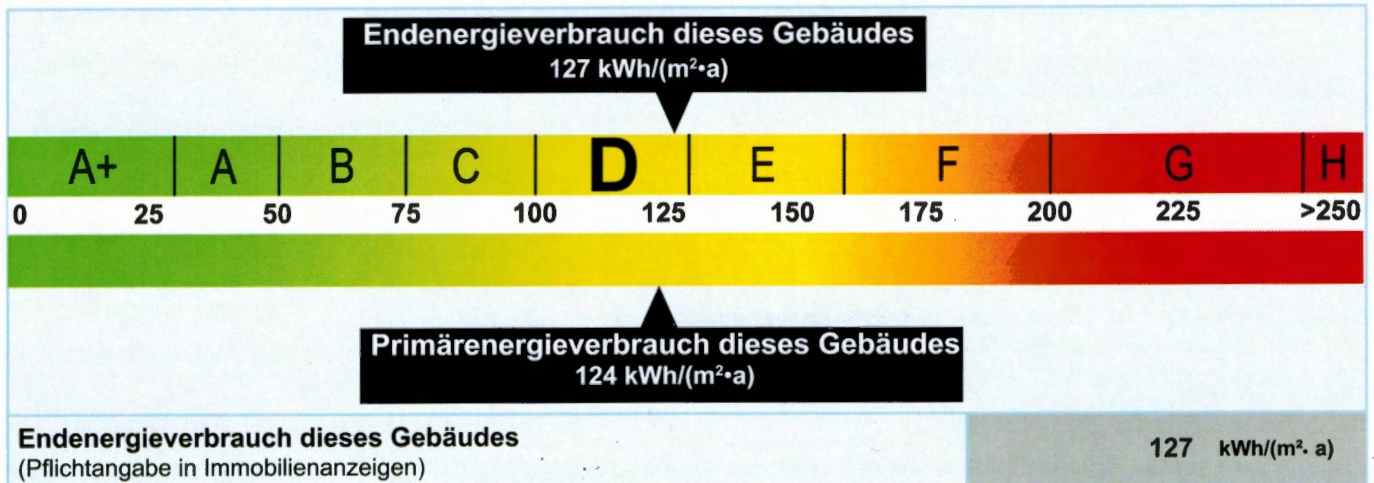 Endenergieverbrauch dieses Gebäudes
127 kWh/(m²•a)
A+ A B C D E F G H
0 25 50 75 100 125 150 175 200 225 >250
Primärenergieverbrauch dieses Gebäudes
124 kWh/(m²•a)
Endenergieverbrauch dieses Gebäudes
127 kWh/(m²· a)
(Pflichtangabe in Immobilienanzeigen)